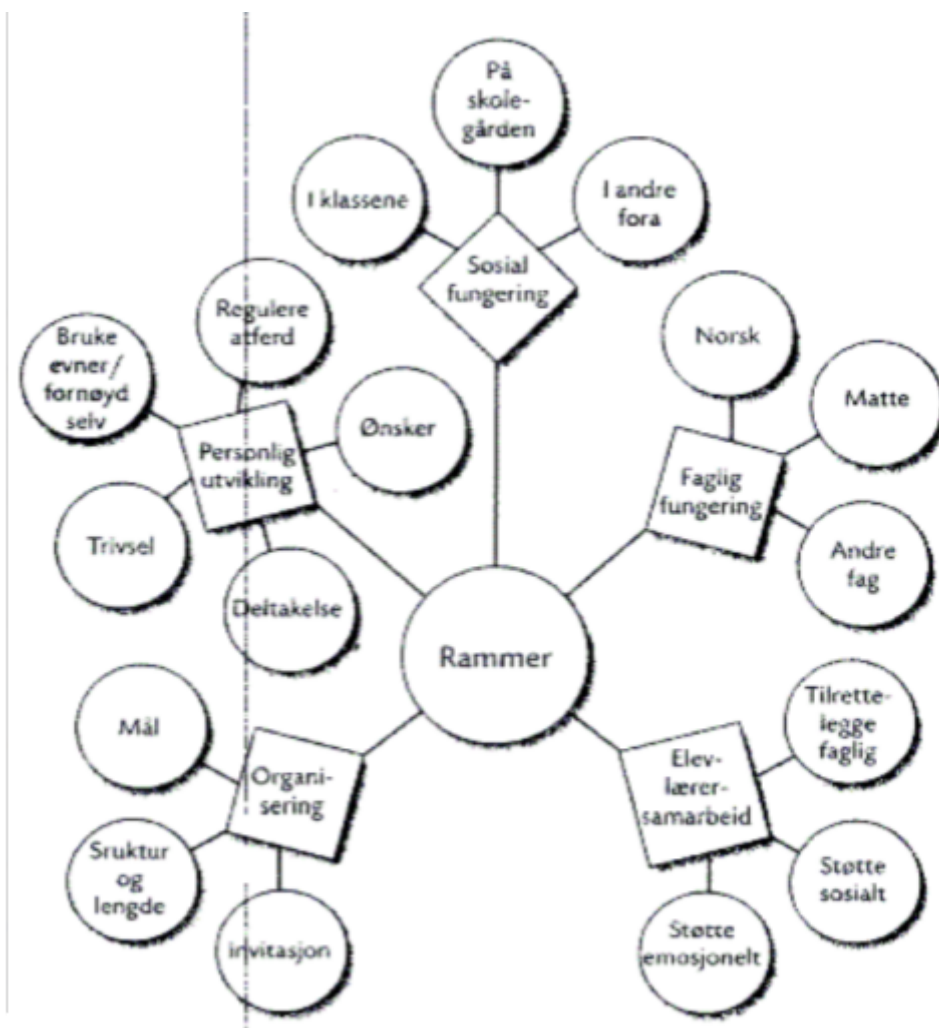 På
skole-
gården
I klassene
I andre
fora
Sosial
fungering
Regulere
atferd
Bruke
evner/
fornøyd
selv
Ønsker
Personlig
utvikling
Trivsel
Deltakelse
Norsk
Matte
Faglig
fungering
Andre
fag
Rammer
Mål
Organi-
sering
Sruktur
og
lengde
invitasjon
Tilrette-
legge
faglig
Elev-
lærer-
samarbeid
Støtte
sosialt
Støtte
emosjonelt